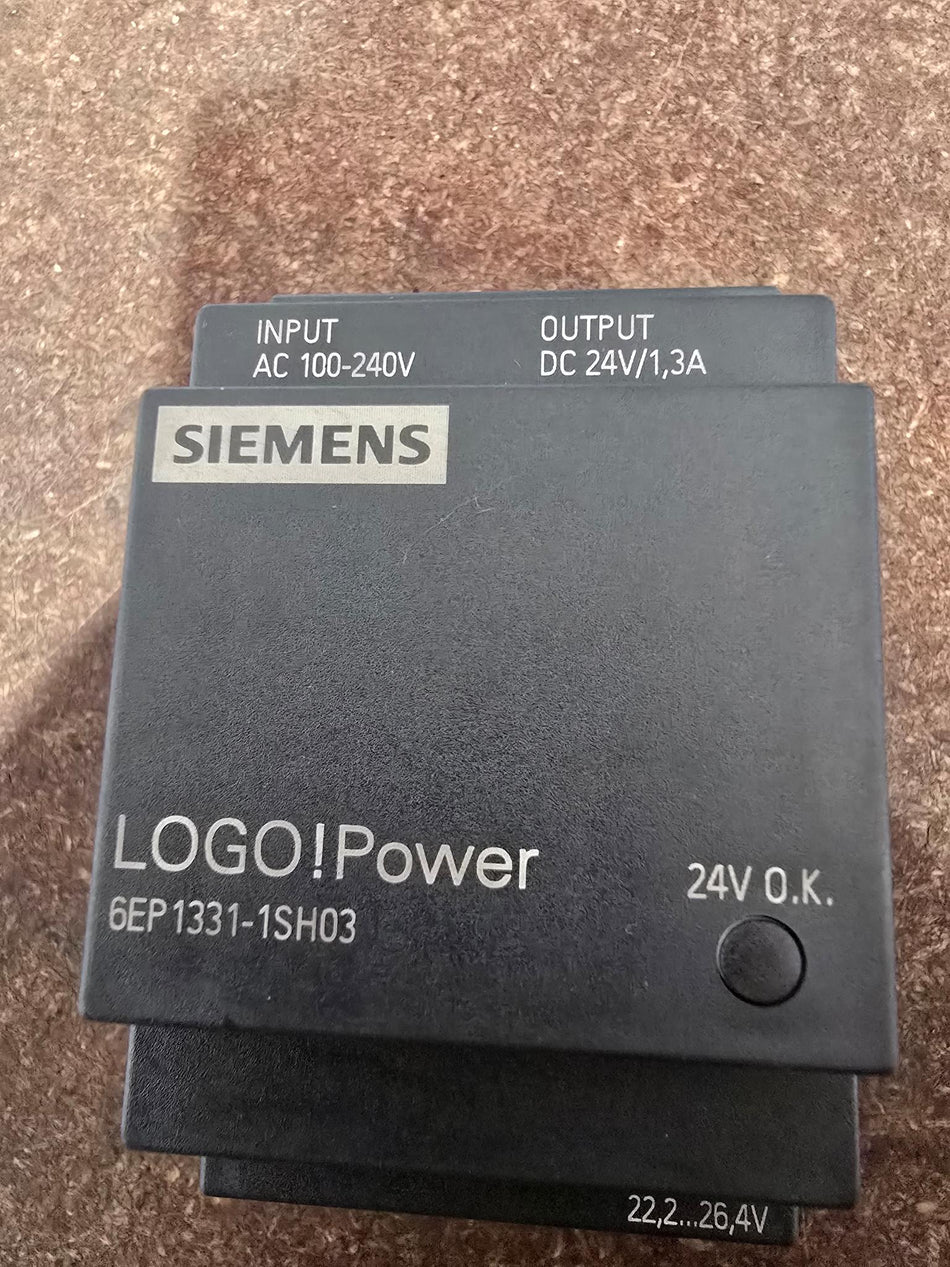 INPUT OUTPUT
AC 100-240V DC 24V/1,3A
SIEMENS
LOGO!Power
24V O.K.
6EP1331-1SH03
22,2...26,4V